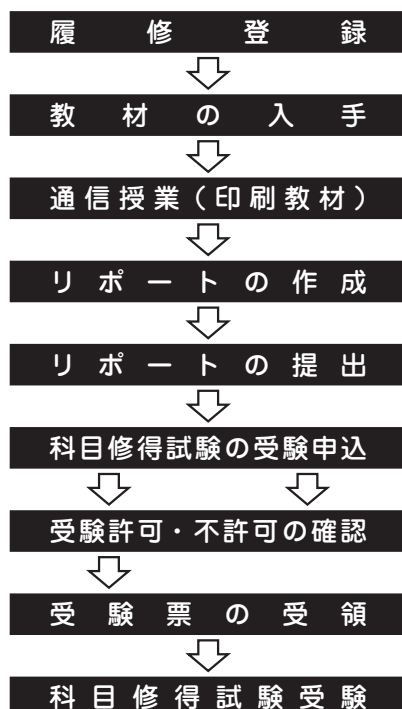 履修登録
教材の入手
通信授業（印刷教材）
リポートの作成
リポートの提出
科目修得試験の受験申込
受験許可・不許可の確認
受験票の受領
科目修得試験受験